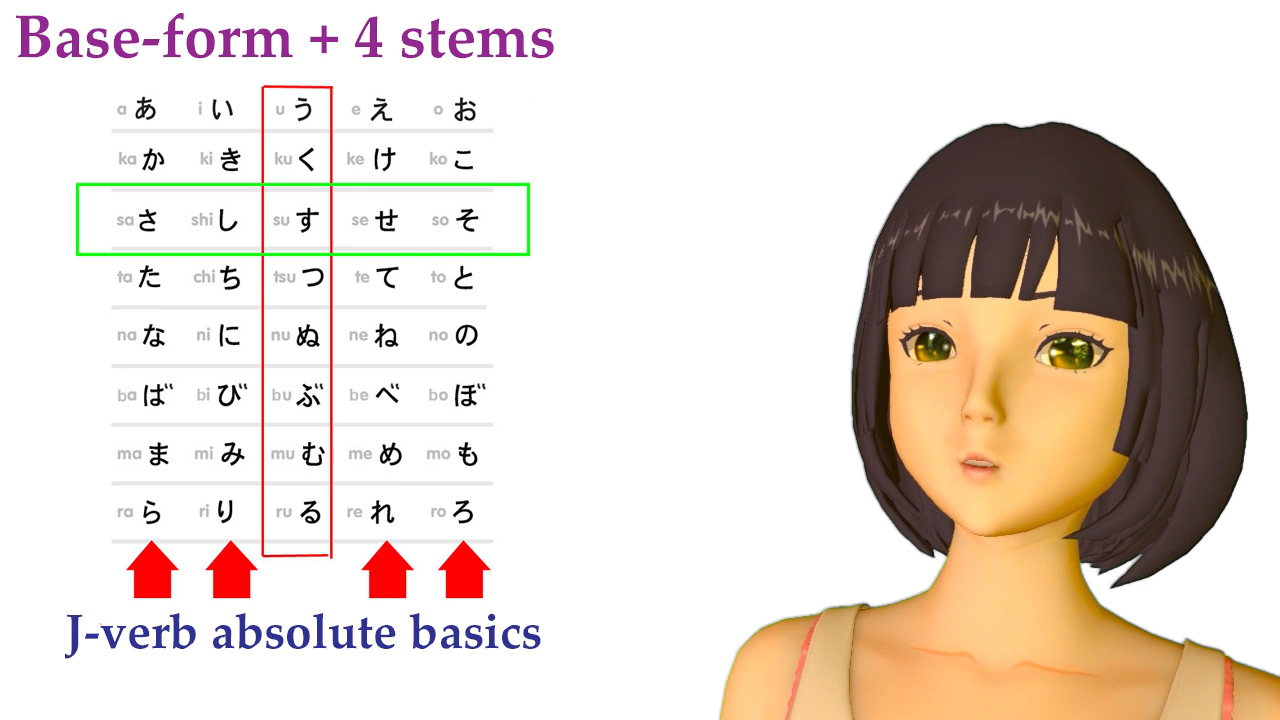 Base-form + 4 stems
a あ i い u う e え o お
ka か ki き ku く ke け ko こ
sa さ shi し su す se せ so そ
ta た chi ち tsu つ te て to と
na な ni に nu ぬ ne ね no の
ba ば bi び bu ぶ be べ bo ぼ
ma ま mi み mu む me め mo も
ra ら ri り ru る re れ ro ろ
J-verb absolute basics